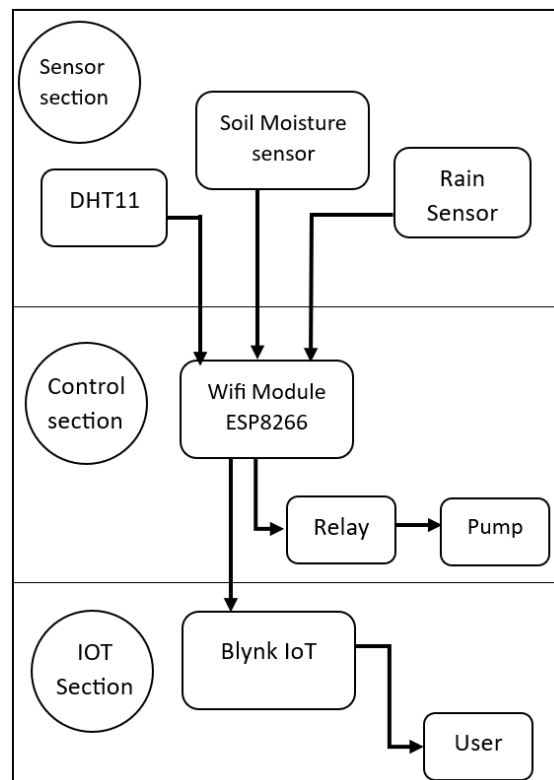 Sensor
section
Soil Moisture
sensor
DHT11
Rain
Sensor
Control
section
Wifi Module
ESP8266
Relay
Pump
IOT
Section
Blynk IoT
User